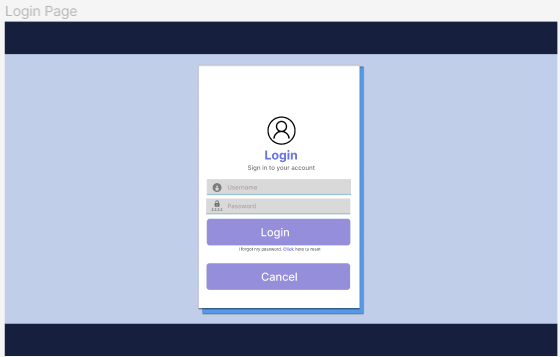 Login Page
Login
Sign in to your account
Username
Password
Login
I forgot my password. Click here to reset
Cancel